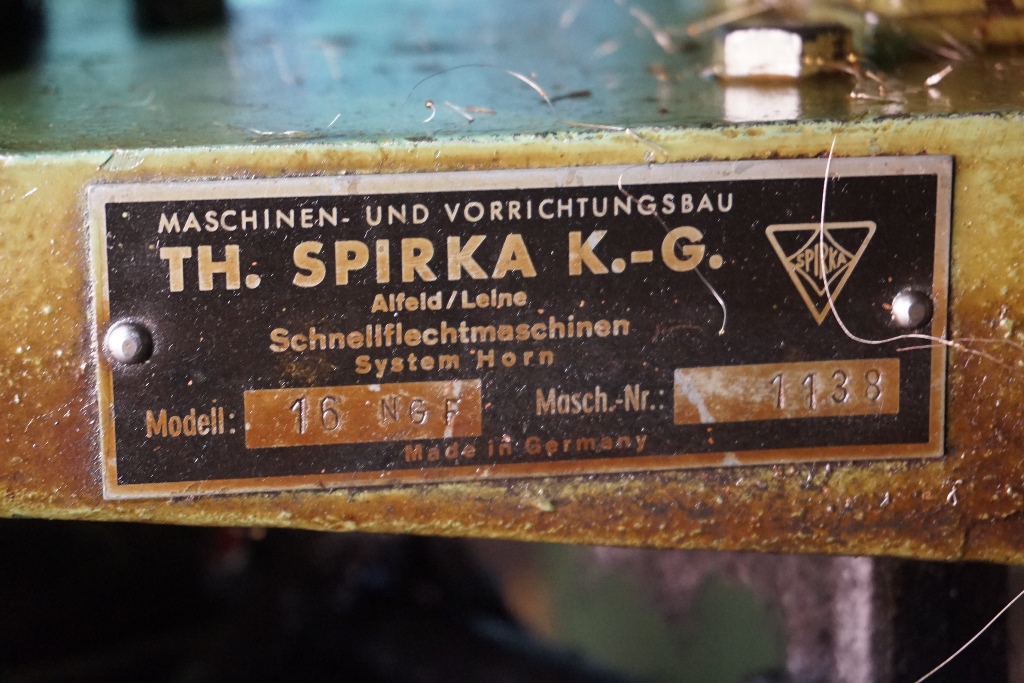 MASCHINEN- UND VORRICHTUNGSBAU
TH. SPIRKA K.-G.
SPIRKA
Alfeld/Leine
Schnellflechtmaschinen
System Horn
Modell: 16 NGF Masch.-Nr.: 1138
Made in Germany